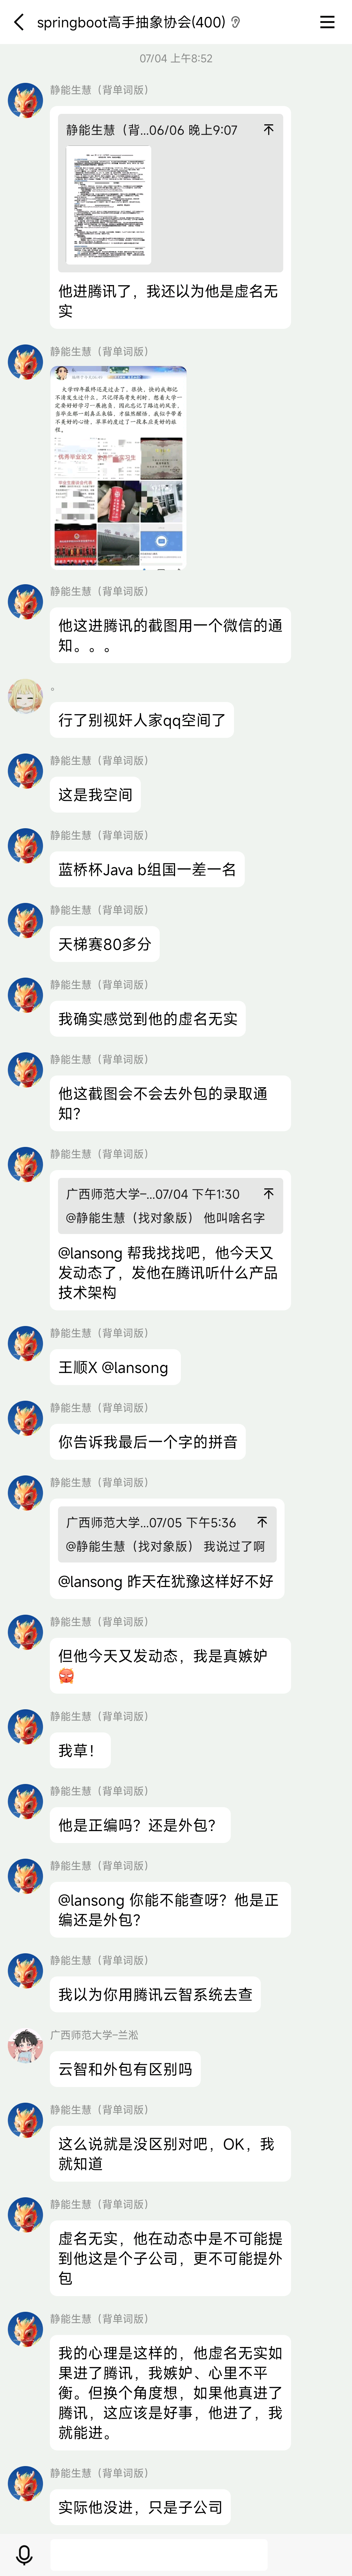 springboot高手抽象协会(400)
07/04 上午8:52
静能生慧（背单词版）
静能生慧（背...06/06 晚上9:07
他进腾讯了，我还以为他是虚名无
实
静能生慧（背单词版）
静能生慧（背单词版）
他这进腾讯的截图用一个微信的通
知。。。
。
行了别视奸人家qq空间了
静能生慧（背单词版）
这是我空间
静能生慧（背单词版）
蓝桥杯Java b组国一差一名
静能生慧（背单词版）
天梯赛80多分
静能生慧（背单词版）
我确实感觉到他的虚名无实
静能生慧（背单词版）
他这截图会不会去外包的录取通
知？
静能生慧（背单词版）
广西师范大学-...07/04 下午1:30
@静能生慧（找对象版） 他叫啥名字
@lansong 帮我找找吧，他今天又
发动态了，发他在腾讯听什么产品
技术架构
静能生慧（背单词版）
王顺X @lansong
静能生慧（背单词版）
你告诉我最后一个字的拼音
静能生慧（背单词版）
广西师范大学...07/05 下午5:36
@静能生慧（找对象版） 我说过了啊
@lansong 昨天在犹豫这样好不好
静能生慧（背单词版）
但他今天又发动态，我是真嫉妒
静能生慧（背单词版）
我草！
静能生慧（背单词版）
他是正编吗？还是外包？
静能生慧（背单词版）
@lansong 你能不能查呀？他是正
编还是外包？
静能生慧（背单词版）
我以为你用腾讯云智系统去查
广西师范大学-兰淞
云智和外包有区别吗
静能生慧（背单词版）
这么说就是没区别对吧，OK，我
就知道
静能生慧（背单词版）
虚名无实，他在动态中是不可能提
到他这是个子公司，更不可能提外
包
静能生慧（背单词版）
我的心理是这样的，他虚名无实如
果进了腾讯，我嫉妒、心里不平
衡。但换个角度想，如果他真进了
腾讯，这应该是好事，他进了，我
就能进。
静能生慧（背单词版）
实际他没进，只是子公司